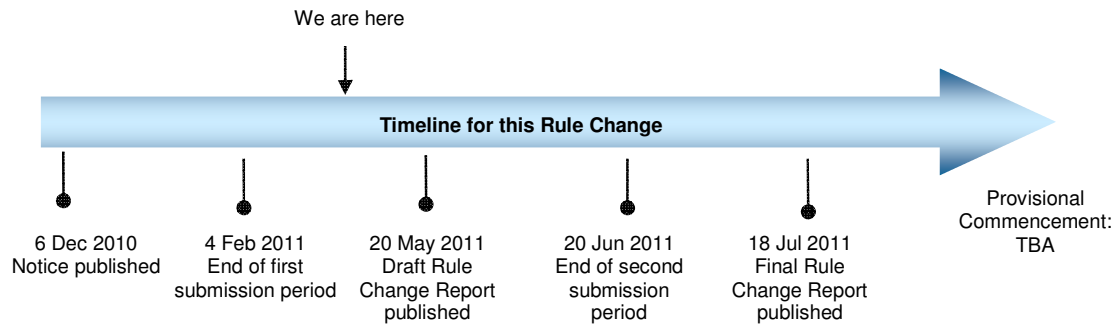 We are here
Timeline for this Rule Change
6 Dec 2010
Notice published
4 Feb 2011
End of first
submission period
20 May 2011
Draft Rule
Change Report
published
20 Jun 2011
End of second
submission
period
18 Jul 2011
Final Rule
Change Report
published
Provisional
Commencement:
TBA